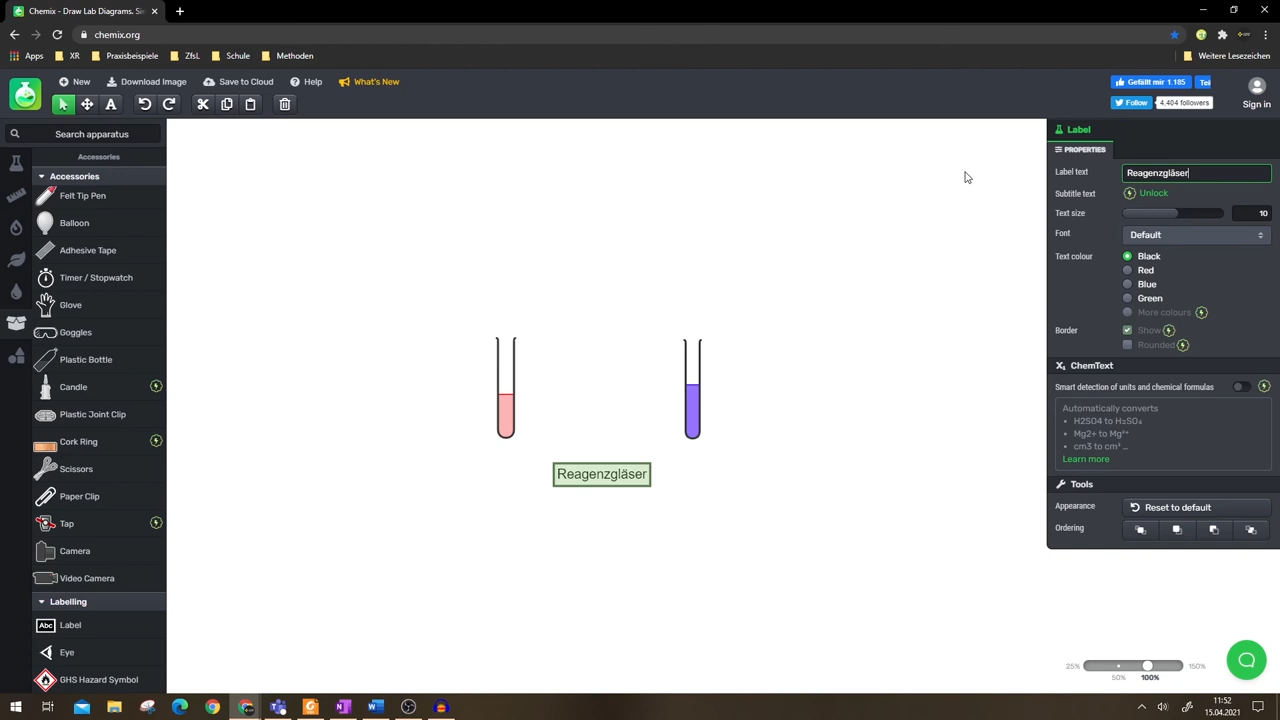 Chemix - Draw Lab Diagrams. Si
chemix.org
Apps XR Praxisbeispiele ZfsL Schule Methoden Weitere Lesezeichen
New Download Image Save to Cloud Help What's New
Gefällt mir 1.185 Tei
Follow 4,404 followers
Sign in
A
Search apparatus
Accessories
Accessories
Felt Tip Pen
Balloon
Adhesive Tape
Timer / Stopwatch
Glove
Goggles
Plastic Bottle
Candle
Plastic Joint Clip
Cork Ring
Scissors
Paper Clip
Tap
Camera
Video Camera
Labelling
Abc Label
Eye
GHS Hazard Symbol
Reagenzgläser
Label
PROPERTIES
Label text Reagenzgläser
Subtitle text Unlock
Text size 10
Font Default
Text colour Black
Red
Blue
Green
More colours
Border Show
Rounded
X₂ ChemText
Smart detection of units and chemical formulas
Automatically converts
• H2SO4 to H₂SO₄
• Mg2+ to Mg²⁺
• cm3 to cm³ ...
Learn more
Tools
Appearance Reset to default
Ordering
25% 150%
50% 100%
11:52
15.04.2021